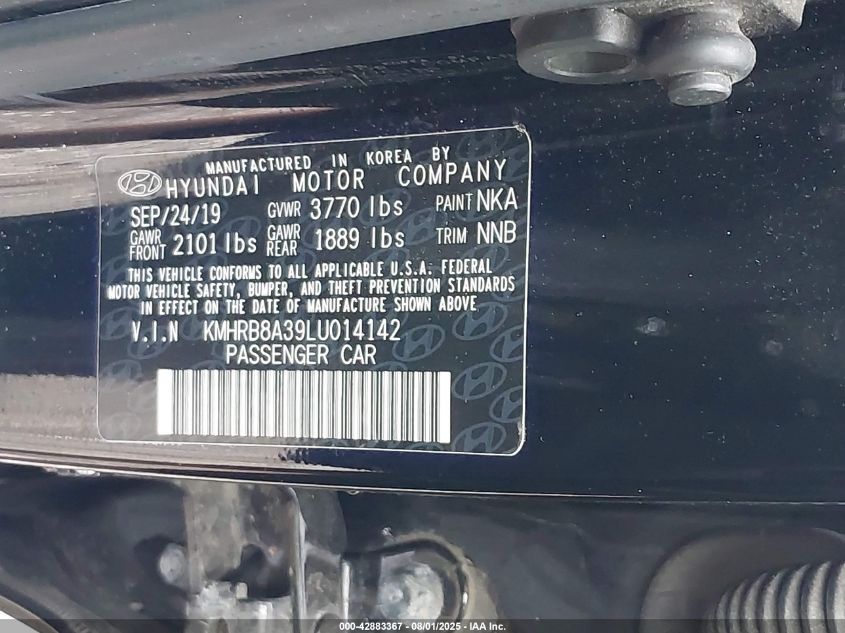 MANUFACTURED IN KOREA BY
HYUNDAI MOTOR COMPANY
SEP/24/19 GVWR 3770 lbs PAINT NKA
GAWR FRONT 2101 lbs GAWR REAR 1889 lbs TRIM NNB
THIS VEHICLE CONFORMS TO ALL APPLICABLE U.S.A. FEDERAL
MOTOR VEHICLE SAFETY, BUMPER, AND THEFT PREVENTION STANDARDS
IN EFFECT ON THE DATE OF MANUFACTURE SHOWN ABOVE
V.I.N KMHRB8A39LU014142
PASSENGER CAR
000-42883367 - 08/01/2025 - IAA Inc.